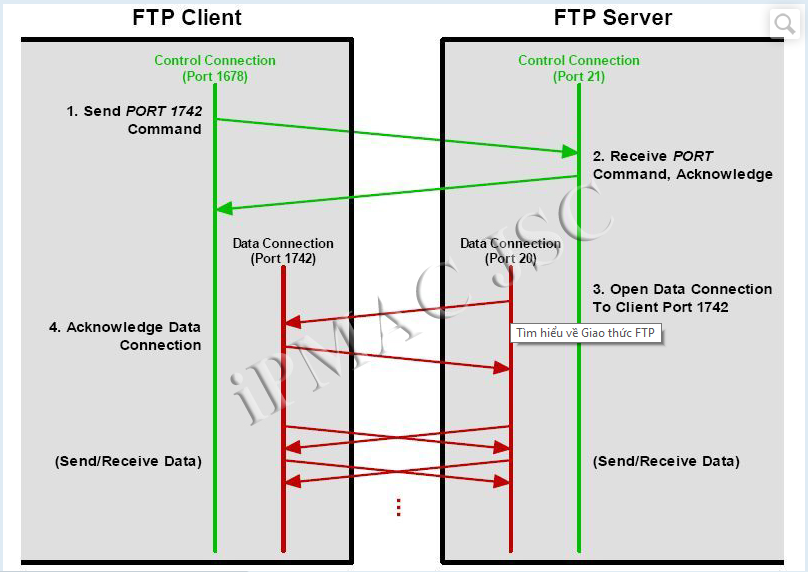 FTP Client
FTP Server
Control Connection
(Port 1678)
Control Connection
(Port 21)
1. Send PORT 1742
Command
2. Receive PORT
Command, Acknowledge
Data Connection
(Port 1742)
Data Connection
(Port 20)
3. Open Data Connection
To Client Port 1742
4. Acknowledge Data
Connection
Tìm hiểu về Giao thức FTP
(Send/Receive Data)
(Send/Receive Data)
iPMAC JSC